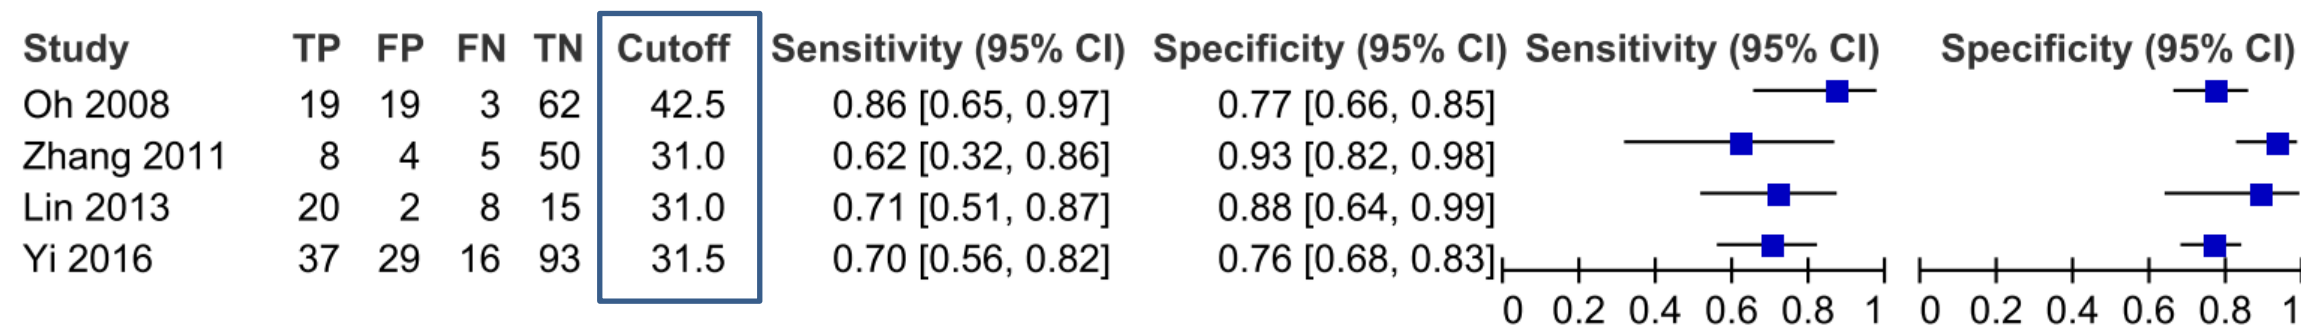 Study TP FP FN TN Cutoff Sensitivity (95% CI) Specificity (95% CI) Sensitivity (95% CI) Specificity (95% CI)
Oh 2008 19 19 3 62 42.5 0.86 [0.65, 0.97] 0.77 [0.66, 0.85]
Zhang 2011 8 4 5 50 31.0 0.62 [0.32, 0.86] 0.93 [0.82, 0.98]
Lin 2013 20 2 8 15 31.0 0.71 [0.51, 0.87] 0.88 [0.64, 0.99]
Yi 2016 37 29 16 93 31.5 0.70 [0.56, 0.82] 0.76 [0.68, 0.83]
0 0.2 0.4 0.6 0.8 1 0 0.2 0.4 0.6 0.8 1